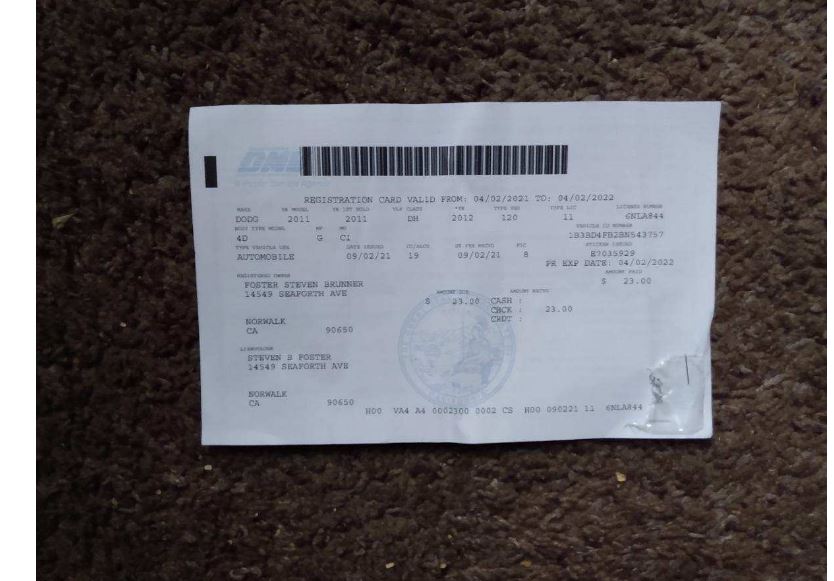 DMV
A Public Service Agency
REGISTRATION CARD VALID FROM: 04/02/2021 TO: 04/02/2022
MAKE YR MODEL YR 1ST SOLD VLF CLASS *YR TYPE VEH TYPE LIC LICENSE NUMBER
DODG 2011 2011 DH 2012 120 11 6NLA844
BODY TYPE MODEL MP MO VEHICLE ID NUMBER
4D G CI 1B3BD4FB2BN543757
TYPE VEHICLE USE DATE ISSUED CC/ALCO DT FEE RECVD PIC STICKER ISSUED
AUTOMOBILE 09/02/21 19 09/02/21 8 E7035929
PR EXP DATE: 04/02/2022
REGISTERED OWNER AMOUNT PAID
FOSTER STEVEN BRUNNER $ 23.00
14549 SEAFORTH AVE AMOUNT DUE AMOUNT RECVD
$ 23.00 CASH :
CHCK : 23.00
NORWALK CRDT :
CA 90650
LIENHOLDER
STEVEN B FOSTER
14549 SEAFORTH AVE
NORWALK
CA 90650
H00 VA4 A4 0002300 0002 CS H00 090221 11 6NLA844